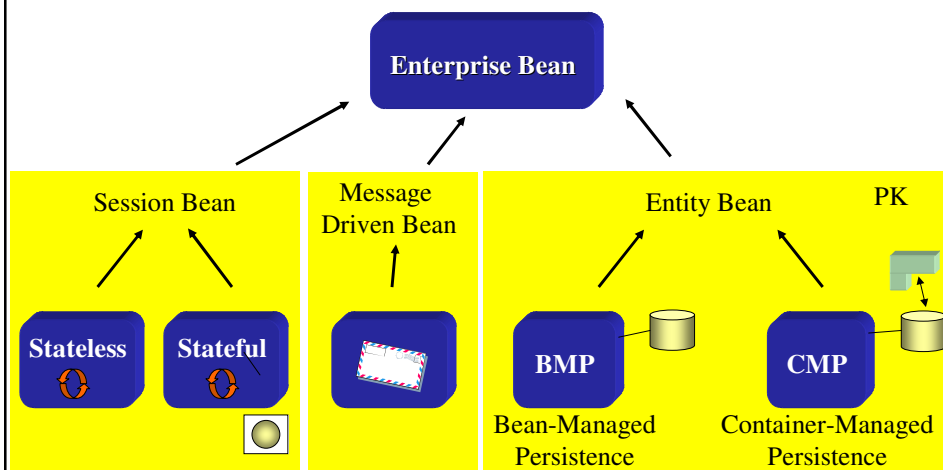 Enterprise Bean
Session Bean
Message
Driven Bean
Entity Bean
PK
Stateless
Stateful
BMP
CMP
Bean-Managed
Persistence
Container-Managed
Persistence